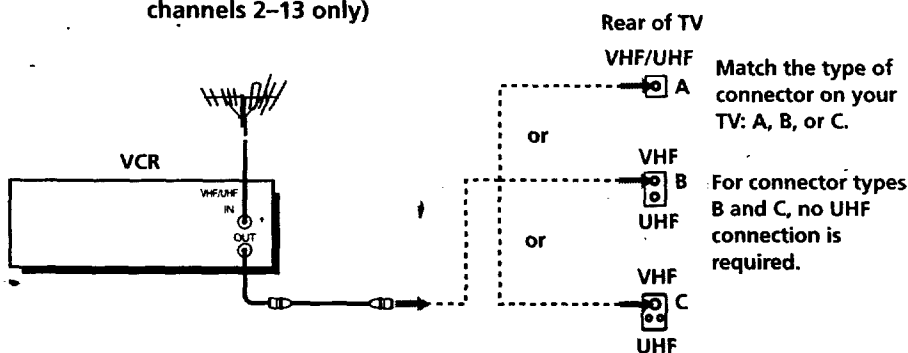 channels 2–13 only)
Rear of TV
VHF/UHF
A
Match the type of
connector on your
TV: A, B, or C.
or
VCR
VHF
B
UHF
For connector types
B and C, no UHF
connection is
required.
VHF/UHF
IN
OUT
or
VHF
C
UHF